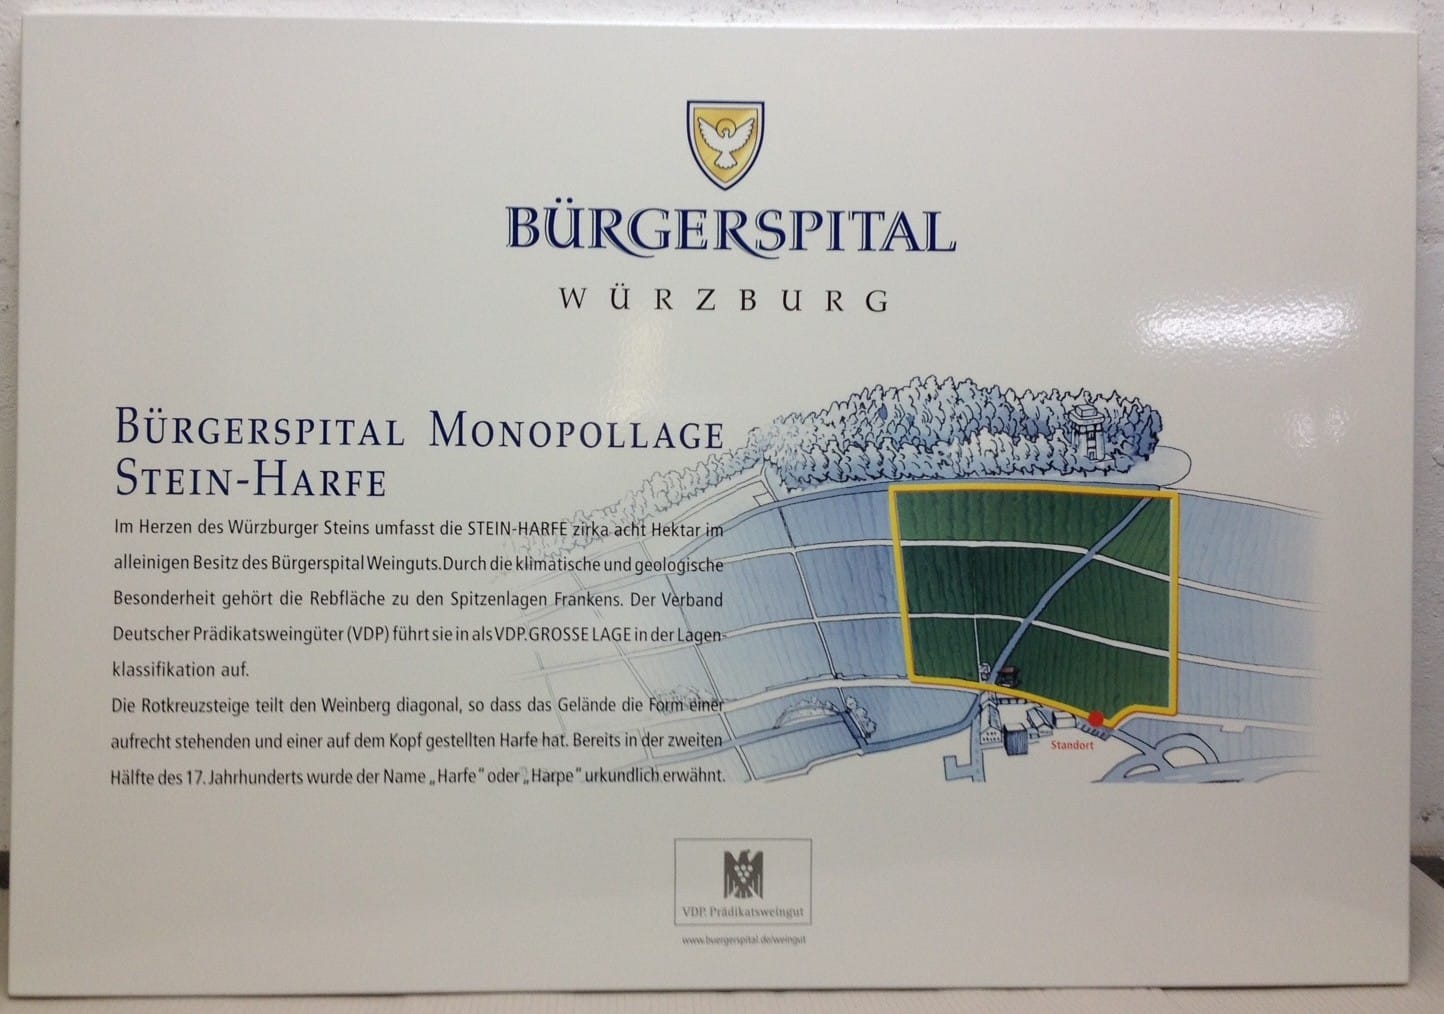 BÜRGERSPITAL
WÜRZBURG
BÜRGERSPITAL MONOPOLLAGE
STEIN-HARFE
Im Herzen des Würzburger Steins umfasst die STEIN-HARFE zirka acht Hektar im
alleinigen Besitz des Bürgerspital Weinguts. Durch die klimatische und geologische
Besonderheit gehört die Rebfläche zu den Spitzenlagen Frankens. Der Verband
Deutscher Prädikatsweingüter (VDP) führt sie in als VDP.GROSSE LAGE in der Lagen-
klassifikation auf.
Die Rotkreuzsteige teilt den Weinberg diagonal, so dass das Gelände die Form einer
aufrecht stehenden und einer auf dem Kopf gestellten Harfe hat. Bereits in der zweiten
Hälfte des 17. Jahrhunderts wurde der Name „Harfe“ oder „Harpe“ urkundlich erwähnt.
Standort
VDP. Prädikatsweingut
www.buergerspital.de/weingut